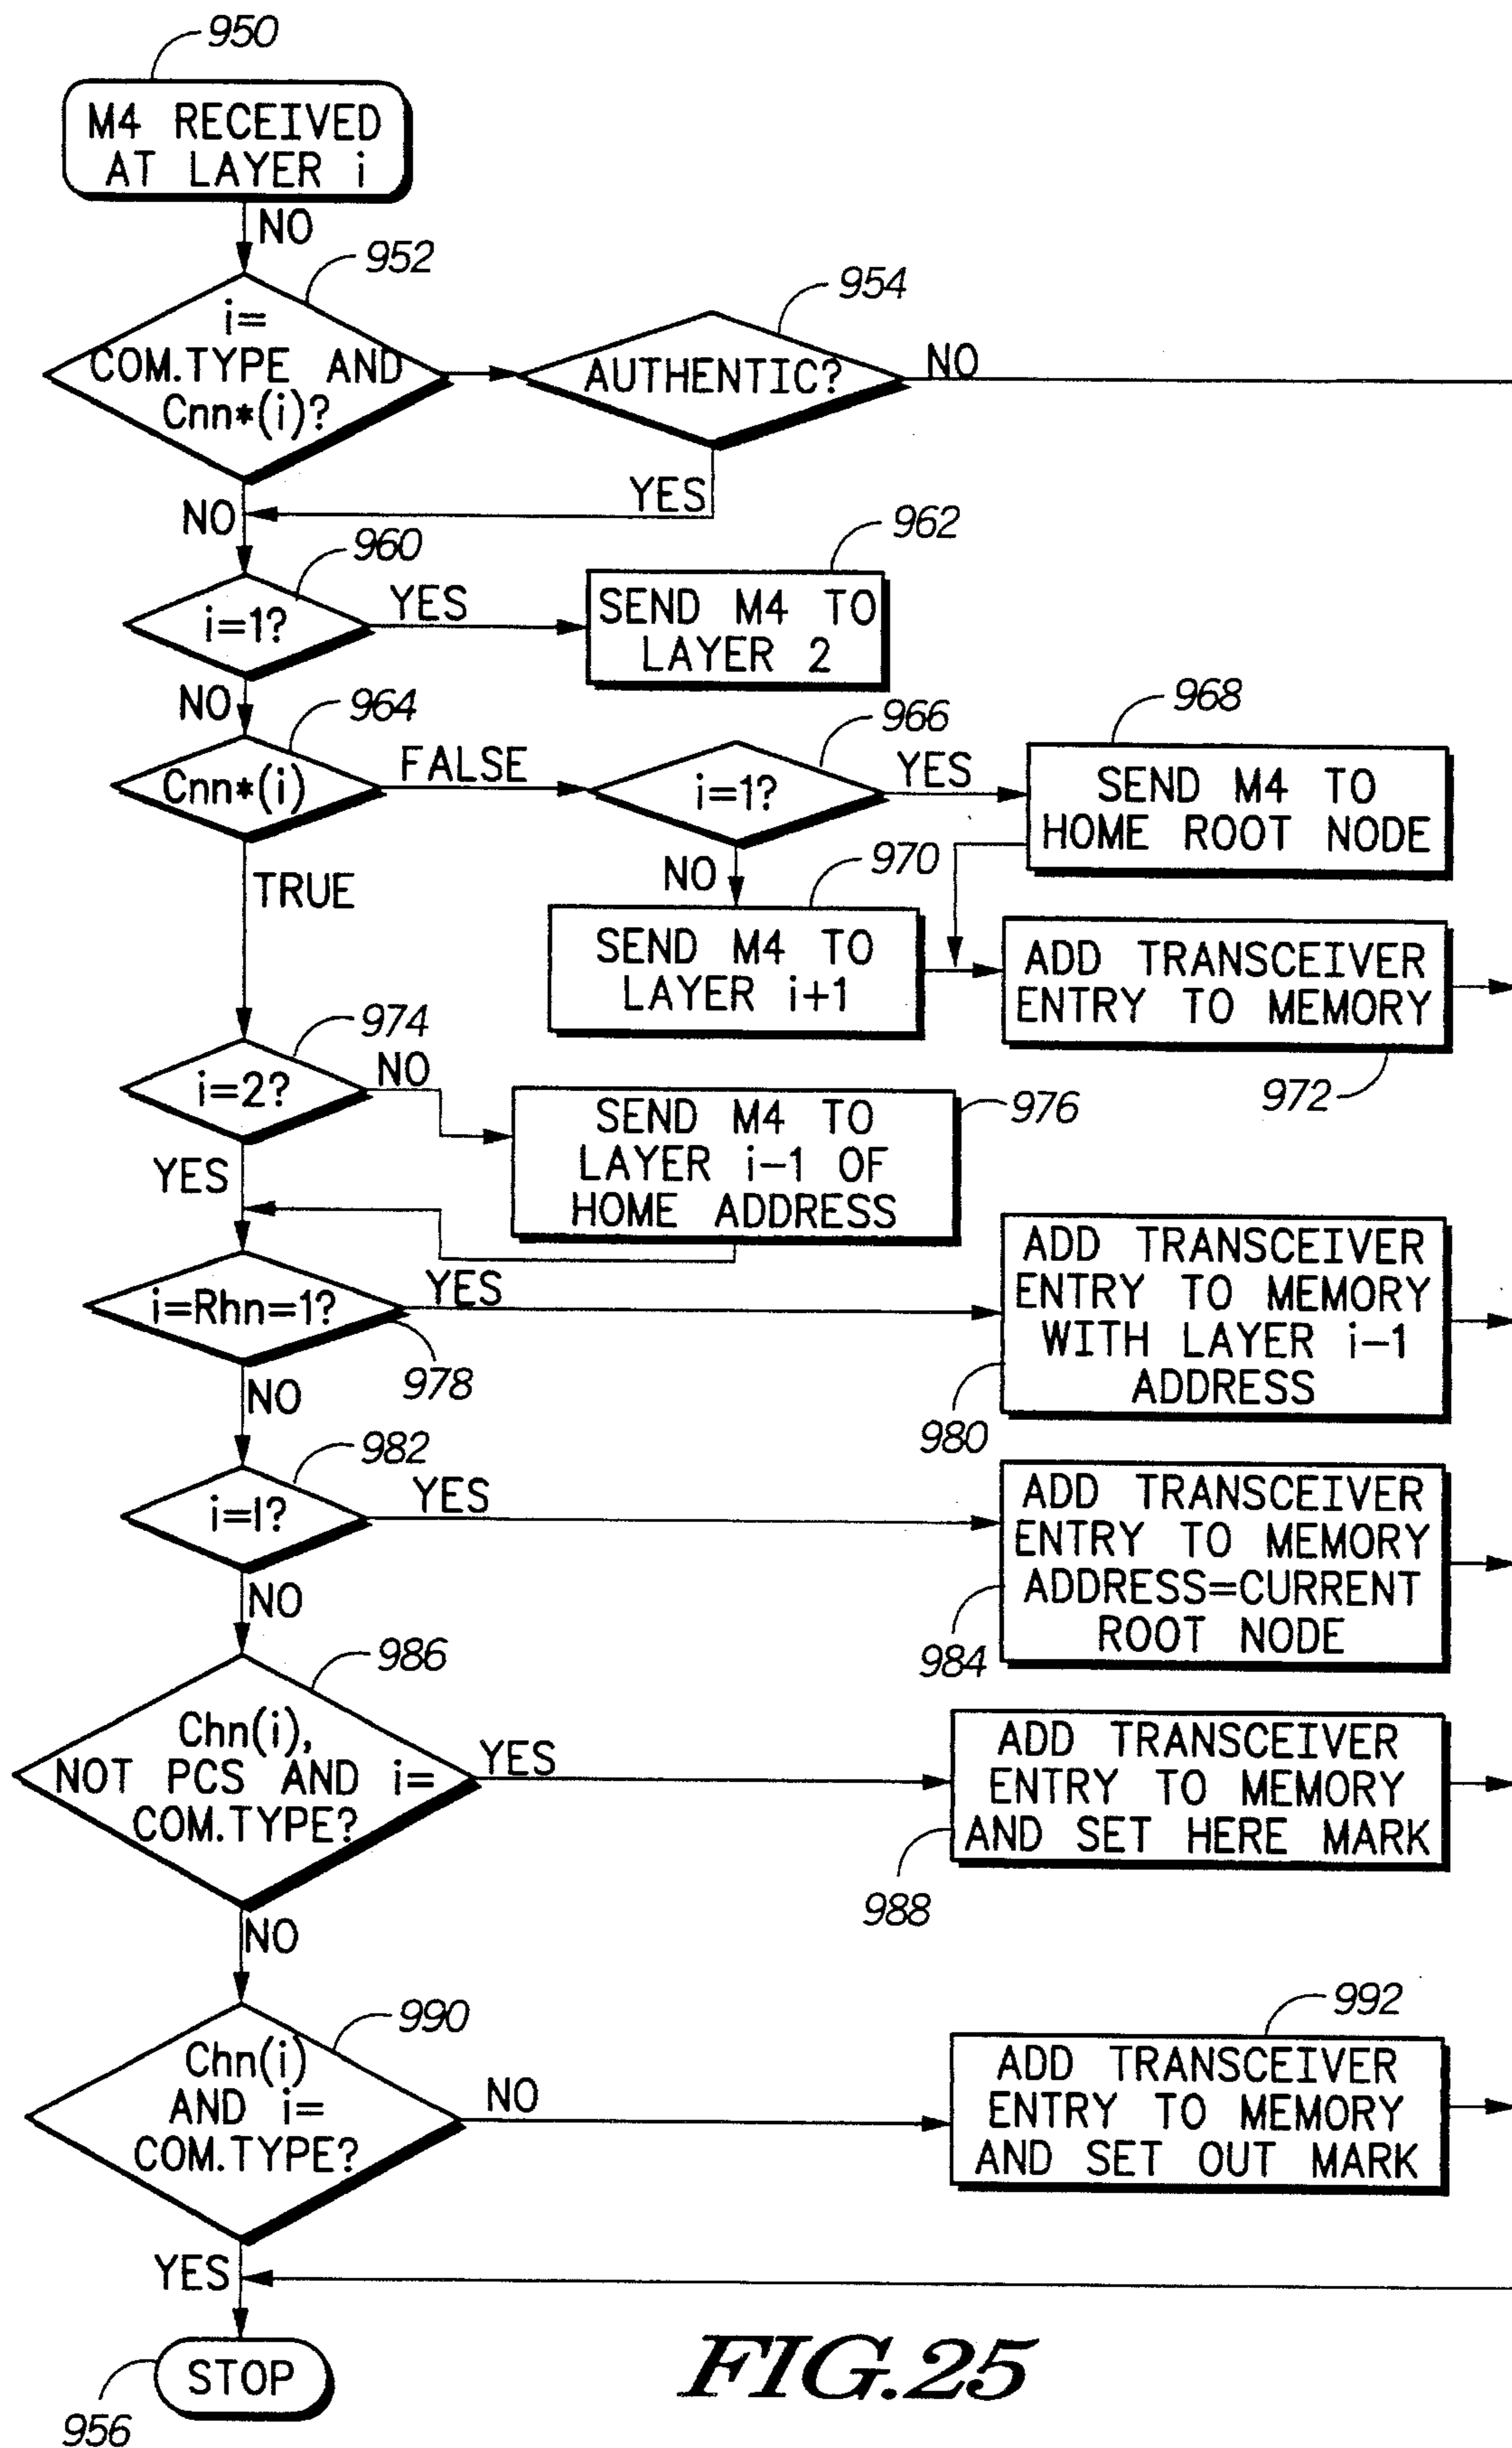 950
M4 RECEIVED
AT LAYER i
NO
952
i=
COM.TYPE AND
Cnn*(i)?
954
AUTHENTIC?
NO
YES
NO
960
i=1?
YES
962
SEND M4 TO
LAYER 2
NO
964
Cnn*(i)
FALSE
966
i=1?
YES
968
SEND M4 TO
HOME ROOT NODE
TRUE
NO
970
SEND M4 TO
LAYER i+1
ADD TRANSCEIVER
ENTRY TO MEMORY
972
974
i=2?
NO
SEND M4 TO
LAYER i-1 OF
HOME ADDRESS
976
YES
i=Rhn=1?
YES
978
ADD TRANSCEIVER
ENTRY TO MEMORY
WITH LAYER i-1
ADDRESS
980
NO
982
i=I?
YES
ADD TRANSCEIVER
ENTRY TO MEMORY
ADDRESS=CURRENT
ROOT NODE
984
NO
986
Chn(i),
NOT PCS AND i=
COM.TYPE?
YES
ADD TRANSCEIVER
ENTRY TO MEMORY
AND SET HERE MARK
988
NO
990
Chn(i)
AND i=
COM.TYPE?
NO
992
ADD TRANSCEIVER
ENTRY TO MEMORY
AND SET OUT MARK
YES
STOP
956
FIG.25